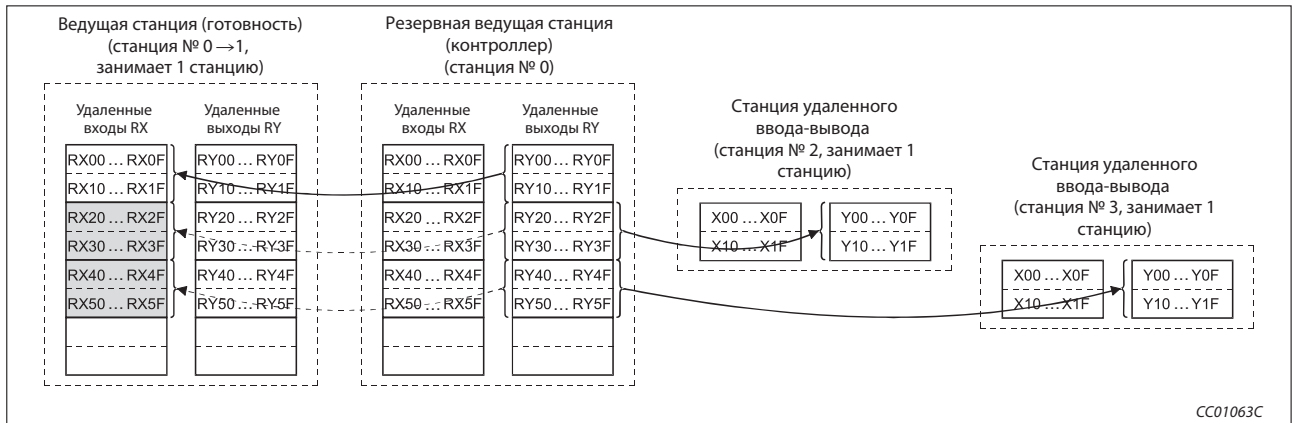 Ведущая станция (готовность)
(станция № 0 →1,
занимает 1 станцию)
Удаленные
входы RX
Удаленные
выходы RY
RX00 ... RX0F
RY00 ... RY0F
RX10 ... RX1F
RY10 ... RY1F
RX20 ... RX2F
RY20 ... RY2F
RX30 ... RX3F
RY30 ... RY3F
RX40 ... RX4F
RY40 ... RY4F
RX50 ... RX5F
RY50 ... RY5F
Резервная ведущая станция
(контроллер)
(станция № 0)
Удаленные
входы RX
Удаленные
выходы RY
RX00 ... RX0F
RY00 ... RY0F
RX10 ... RX1F
RY10 ... RY1F
RX20 ... RX2F
RY20 ... RY2F
RX30 ... RX3F
RY30 ... RY3F
RX40 ... RX4F
RY40 ... RY4F
RX50 ... RX5F
RY50 ... RY5F
Станция удаленного
ввода-вывода
(станция № 2, занимает 1
станцию)
X00 ... X0F
Y00 ... Y0F
X10 ... X1F
Y10 ... Y1F
Станция удаленного
ввода-вывода
(станция № 3, занимает 1
станцию)
X00 ... X0F
Y00 ... Y0F
X10 ... X1F
Y10 ... Y1F
CC01063C